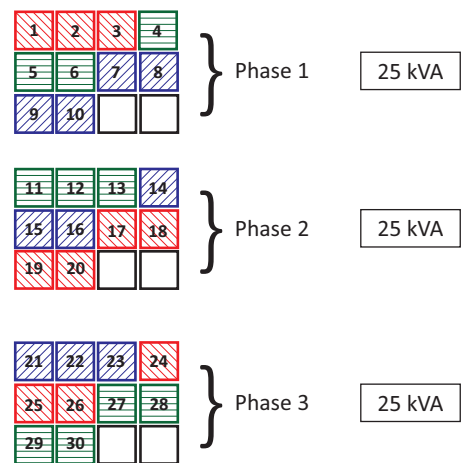 1 2 3 4
5 6 7 8
9 10
Phase 1
25 kVA
11 12 13 14
15 16 17 18
19 20
Phase 2
25 kVA
21 22 23 24
25 26 27 28
29 30
Phase 3
25 kVA